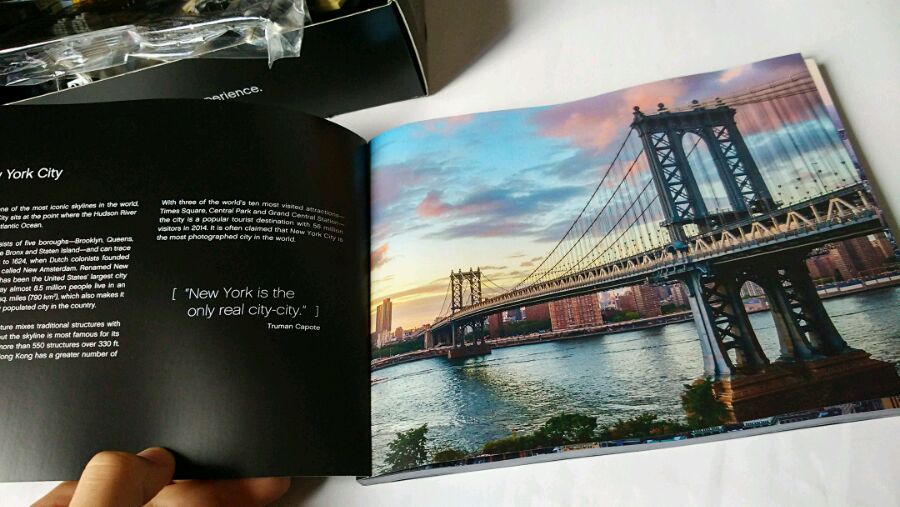 perience.
York City
one of the most iconic skylines in the world.
City sits at the point where the Hudson River
tlantic Ocean.
sists of five boroughs—Brooklyn, Queens,
e Bronx and Staten Island—and can trace
to 1624, when Dutch colonists founded
called New Amsterdam. Renamed New
has been the United States' largest city
ay almost 8.5 million people live in an
sq. miles (790 km²), which also makes it
populated city in the country.
ture mixes traditional structures with
out the skyline is most famous for its
more than 550 structures over 330 ft.
Hong Kong has a greater number of
With three of the world's ten most visited attractions—
Times Square, Central Park and Grand Central Station—
the city is a popular tourist destination with 56 million
visitors in 2014. It is often claimed that New York City is
the most photographed city in the world.
[ "New York is the
only real city-city." ]
Truman Capote